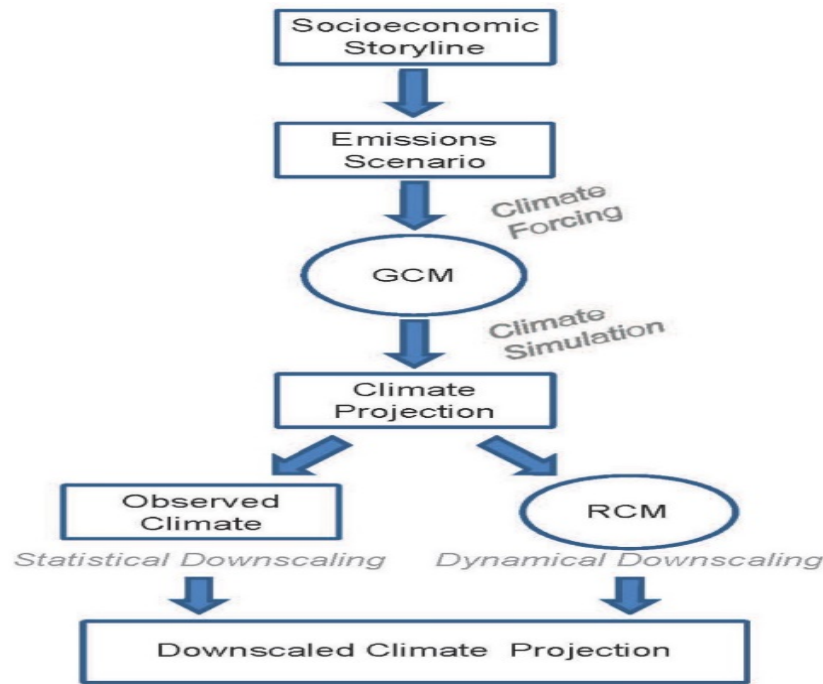 Socioeconomic
Storyline
Emissions
Scenario
Climate
Forcing
GCM
Climate
Simulation
Climate
Projection
Observed
Climate
RCM
Statistical Downscaling
Dynamical Downscaling
Downscaled Climate Projection